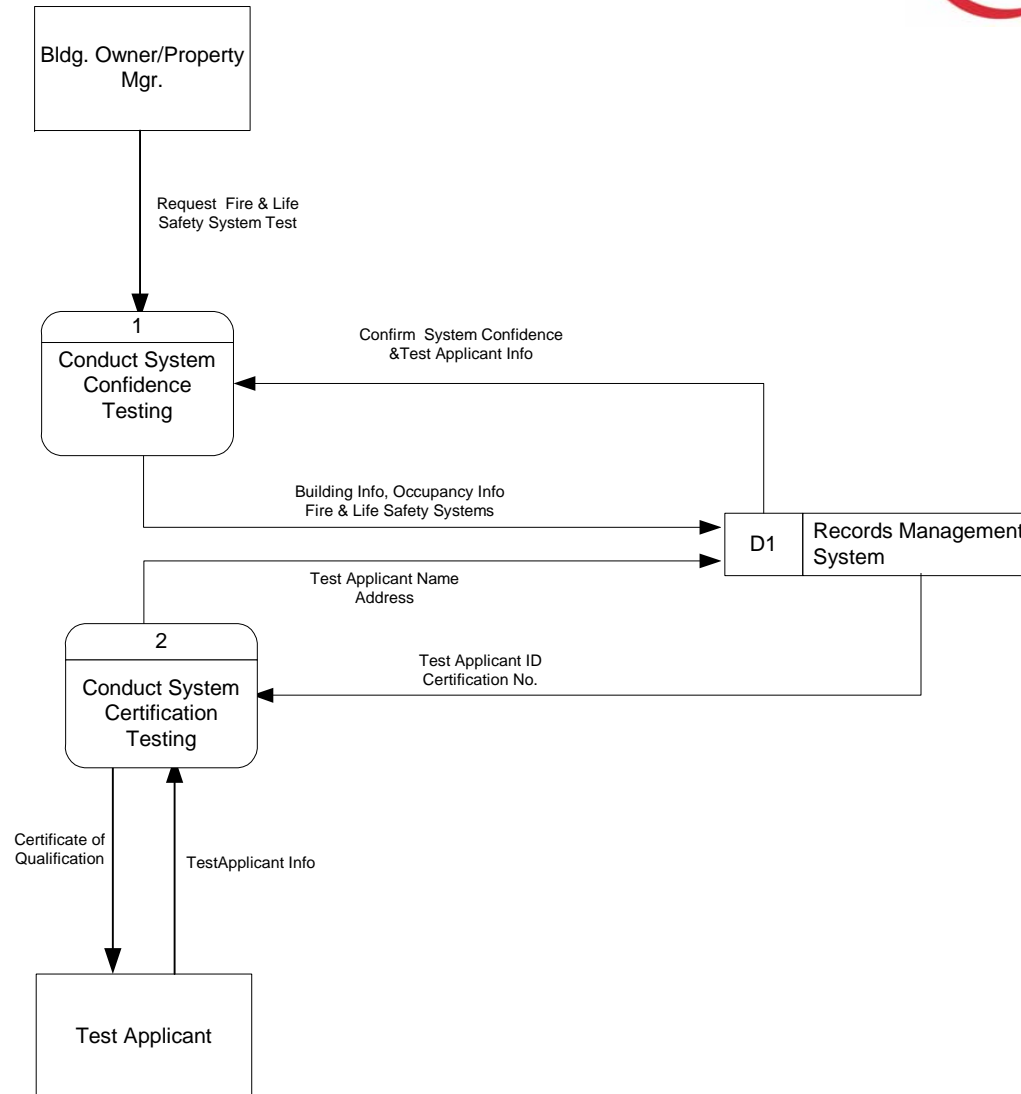 Bldg. Owner/Property
Mgr.
Request Fire & Life
Safety System Test
1
Conduct System
Confidence
Testing
Confirm System Confidence
&Test Applicant Info
Building Info, Occupancy Info
Fire & Life Safety Systems
D1
Records Management
System
Test Applicant Name
Address
2
Conduct System
Certification
Testing
Test Applicant ID
Certification No.
Certificate of
Qualification
TestApplicant Info
Test Applicant